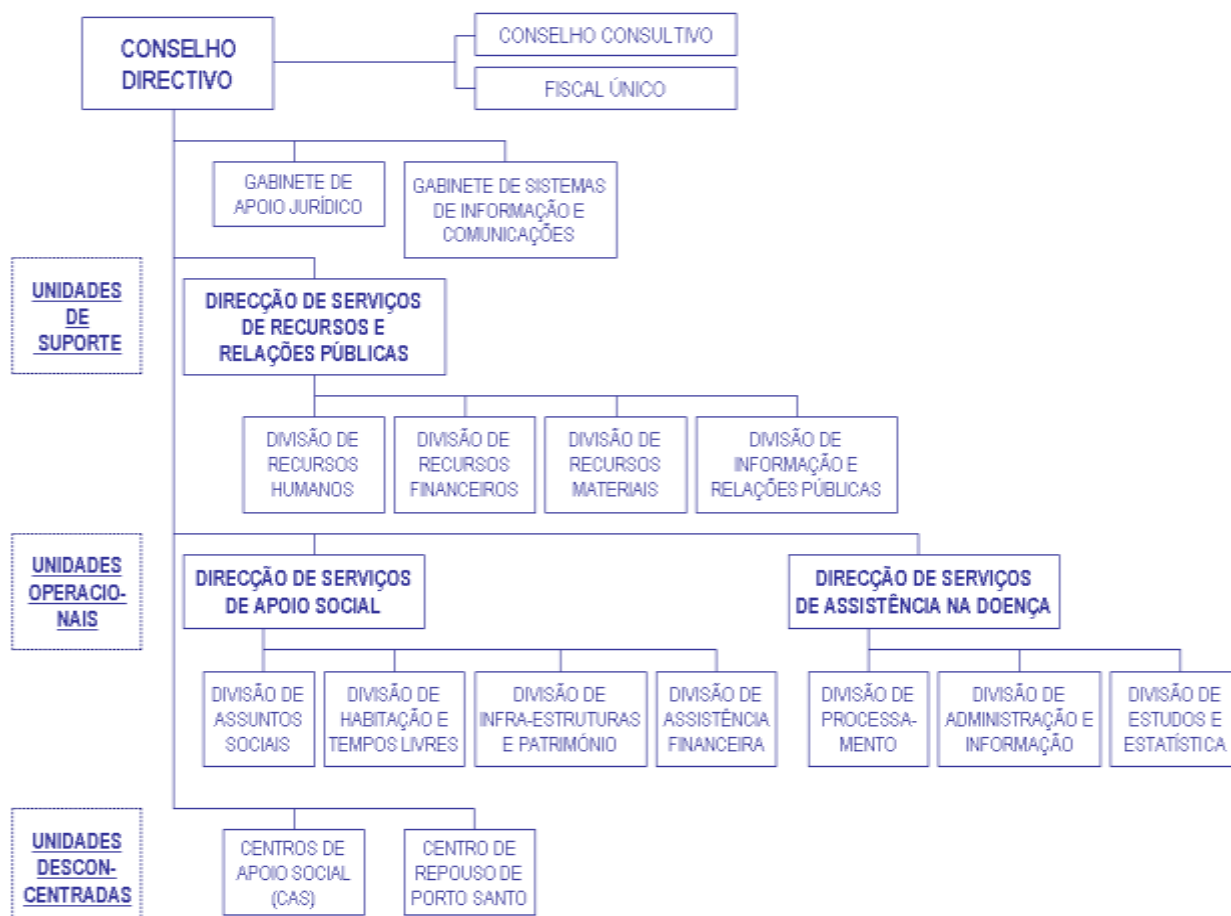 CONSELHO
DIRECTIVO
CONSELHO CONSULTIVO
FISCAL ÚNICO
GABINETE DE
APOIO JURÍDICO
GABINETE DE SISTEMAS
DE INFORMAÇÃO E
COMUNICAÇÕES
UNIDADES
DE
SUPORTE
DIRECÇÃO DE SERVIÇOS
DE RECURSOS E
RELAÇÕES PÚBLICAS
DIVISÃO DE
RECURSOS
HUMANOS
DIVISÃO DE
RECURSOS
FINANCEIROS
DIVISÃO DE
RECURSOS
MATERIAIS
DIVISÃO DE
INFORMAÇÃO E
RELAÇÕES PÚBLICAS
UNIDADES
OPERACIO-
NAIS
DIRECÇÃO DE SERVIÇOS
DE APOIO SOCIAL
DIRECÇÃO DE SERVIÇOS
DE ASSISTÊNCIA NA DOENÇA
DIVISÃO DE
ASSUNTOS
SOCIAIS
DIVISÃO DE
HABITAÇÃO E
TEMPOS LIVRES
DIVISÃO DE
INFRA-ESTRUTURAS
E PATRIMÓNIO
DIVISÃO DE
ASSISTÊNCIA
FINANCEIRA
DIVISÃO DE
PROCESSA-
MENTO
DIVISÃO DE
ADMINISTRAÇÃO E
INFORMAÇÃO
DIVISÃO DE
ESTUDOS E
ESTATÍSTICA
UNIDADES
DESCON-
CENTRADAS
CENTROS DE
APOIO SOCIAL
(CAS)
CENTRO DE
REPOUSO DE
PORTO SANTO